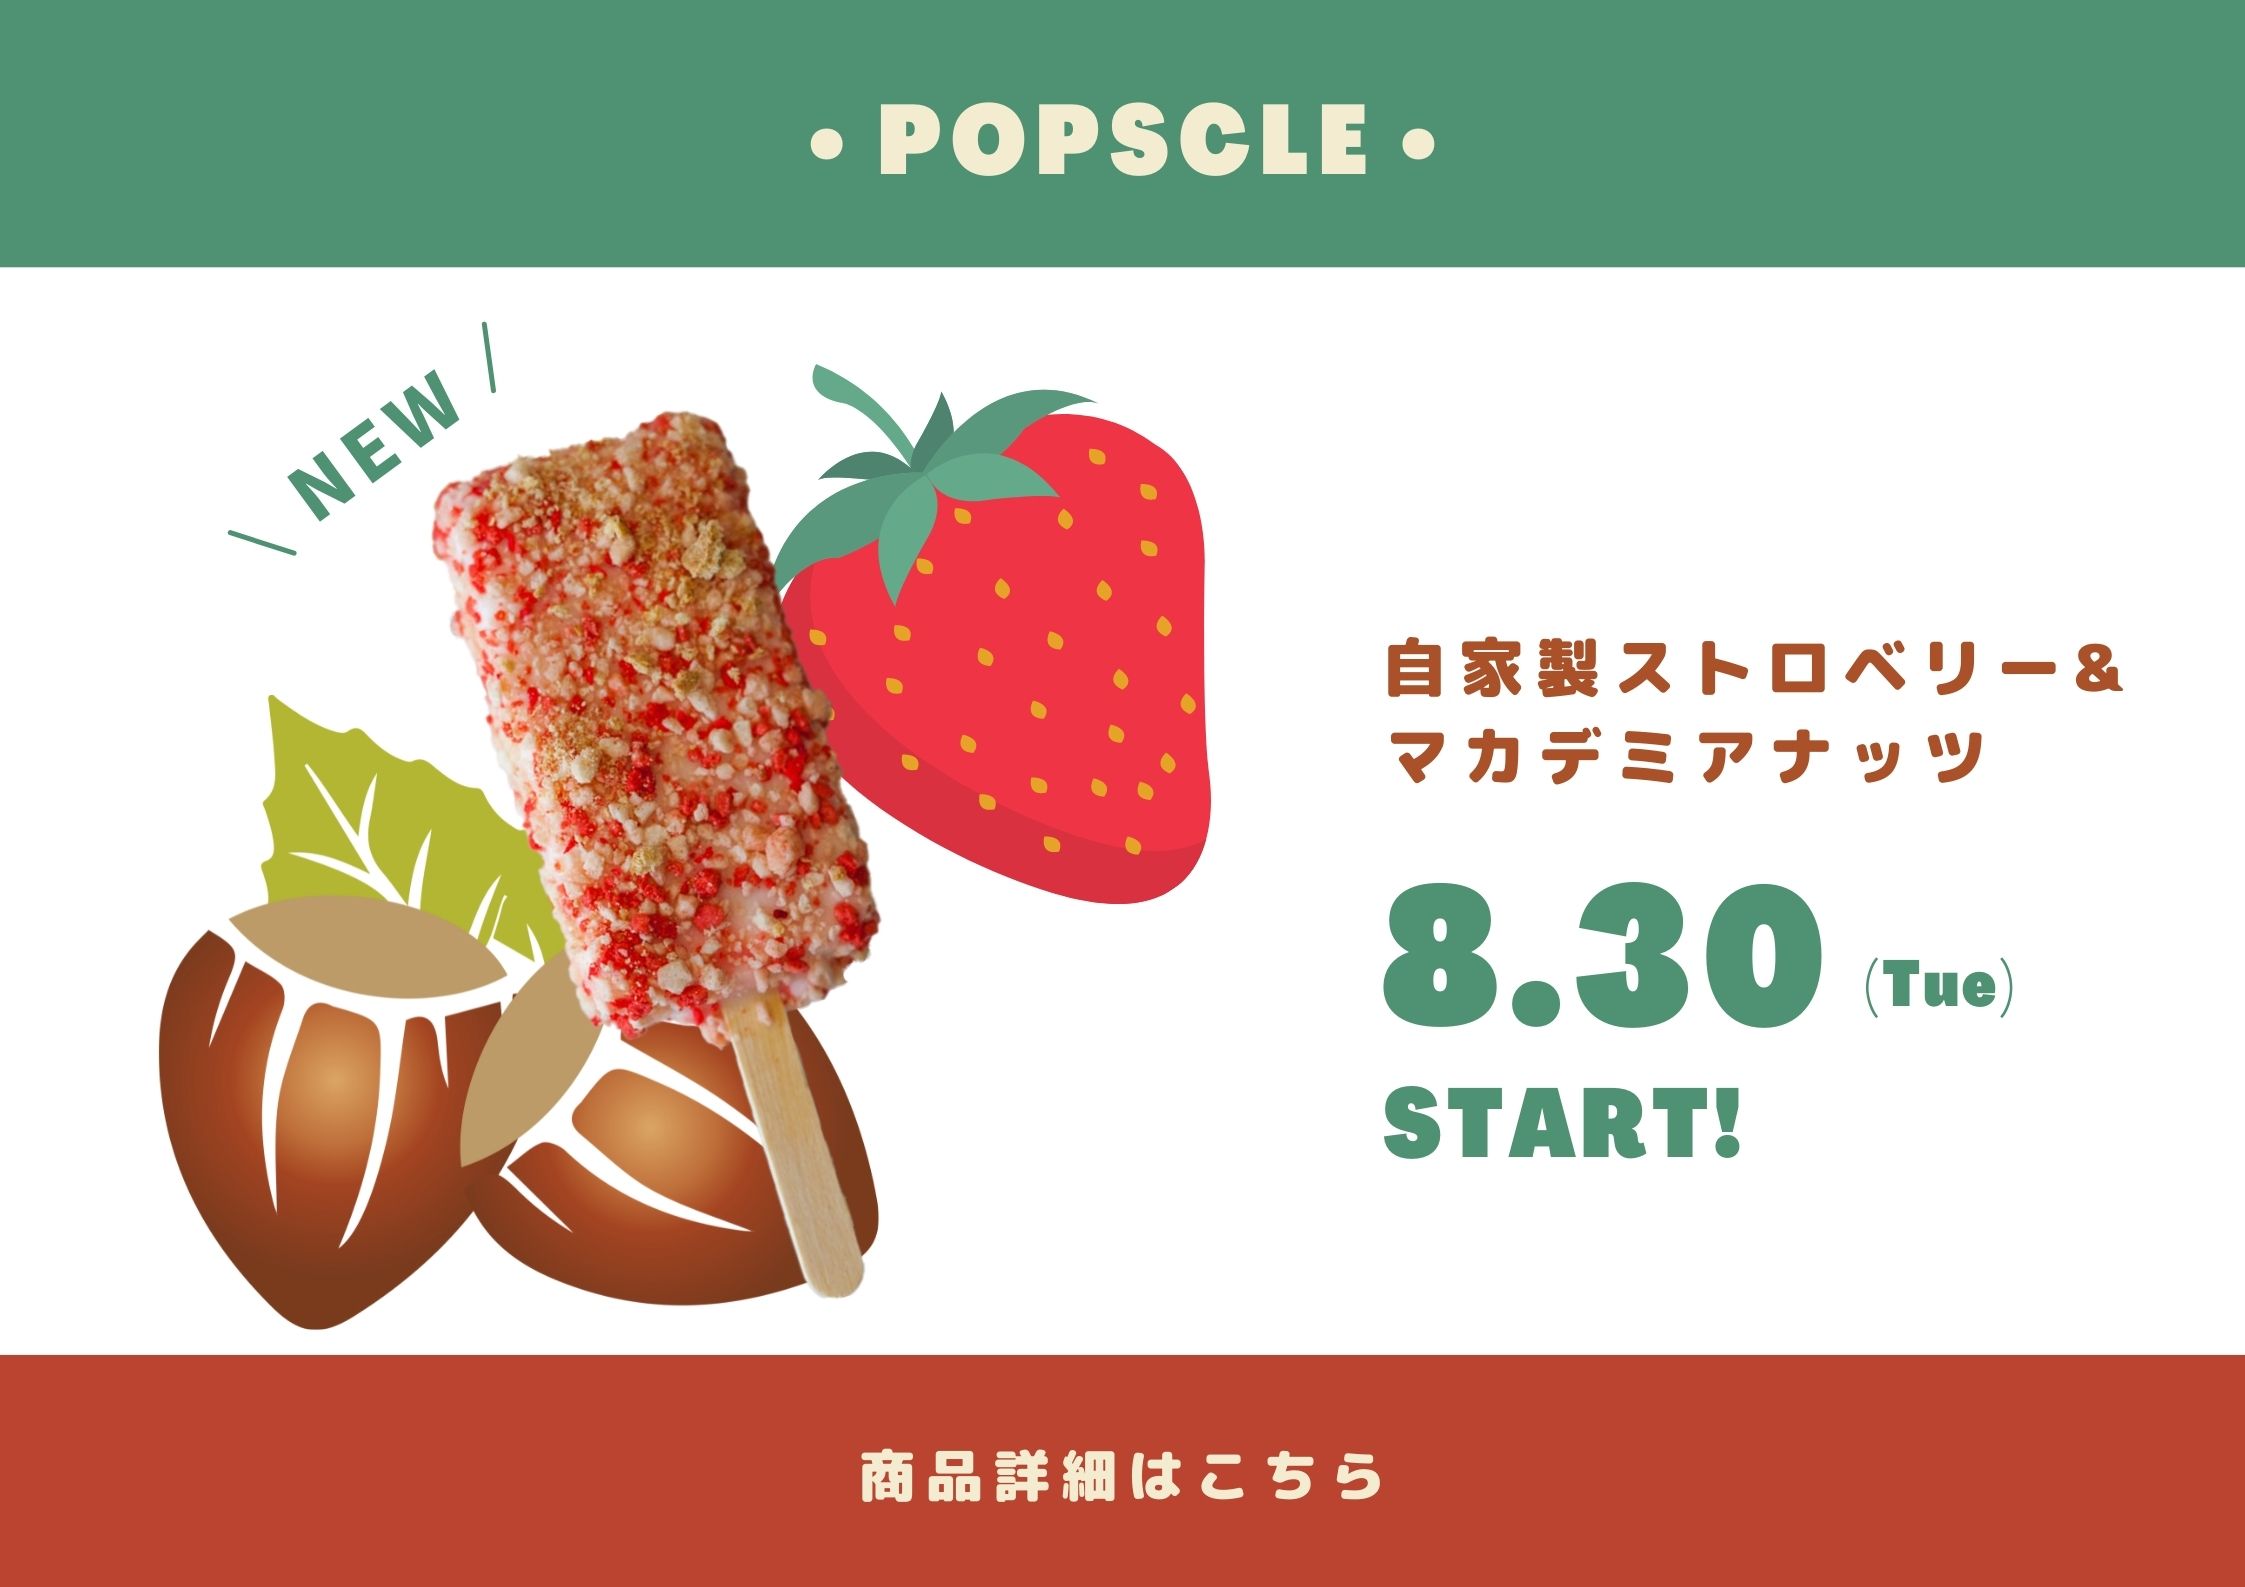 • POPSCLE •
\ NEW /
自家製ストロベリー&
マカデミアナッツ
8.30 (Tue)
START!
商品詳細はこちら